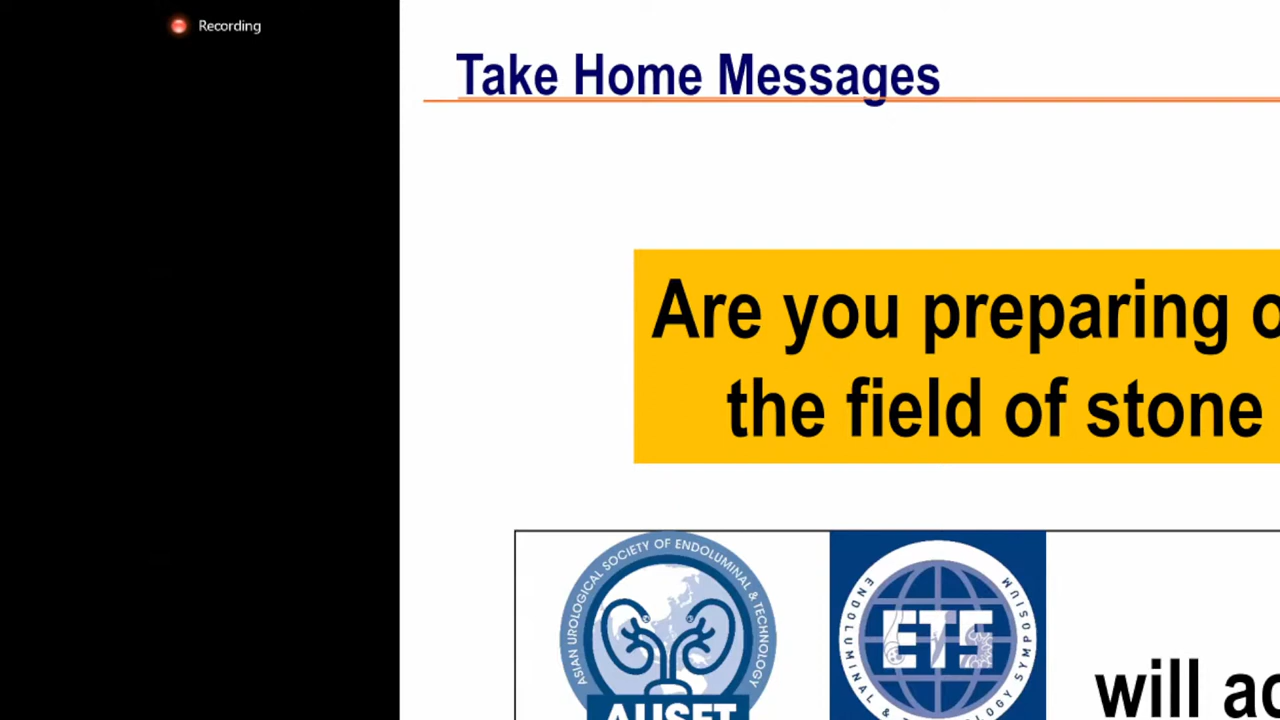 Recording
Take Home Messages
Are you preparing
the field of stone
ASIAN UROLOGICAL SOCIETY OF ENDOLUMINAL & TECHNOLOGY
AUSET
ENDOLUMINAL & TECHNOLOGY SYMPOSIUM
ETS
will